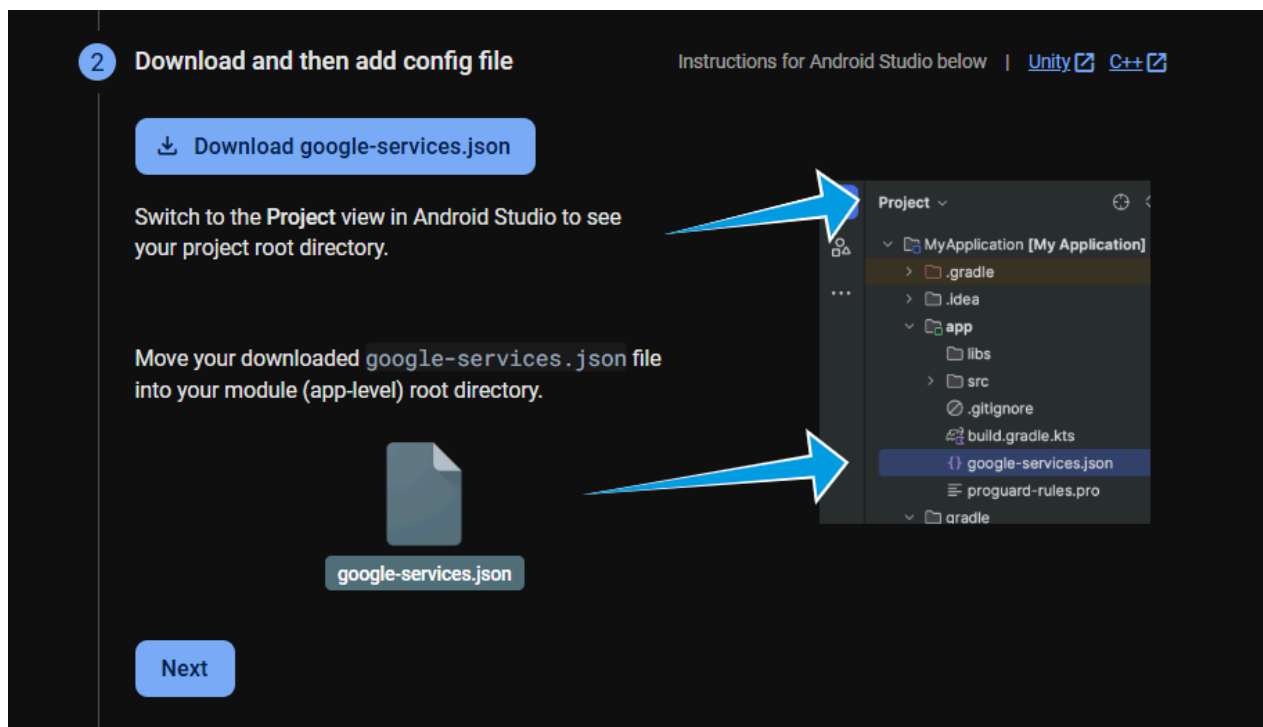 2
Download and then add config file
Instructions for Android Studio below | Unity C++
Download google-services.json
Switch to the Project view in Android Studio to see
your project root directory.
Move your downloaded google-services.json file
into your module (app-level) root directory.
google-services.json
Next
Project
MyApplication [My Application]
.gradle
.idea
app
libs
src
.gitignore
build.gradle.kts
google-services.json
proguard-rules.pro
gradle